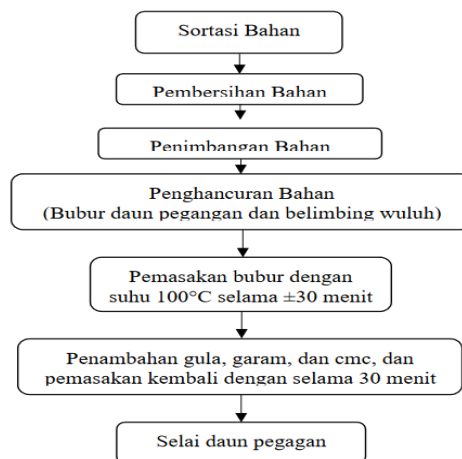 Sortasi Bahan
Pembersihan Bahan
Penimbangan Bahan
Penghancuran Bahan
(Bubur daun pegangan dan belimbing wuluh)
Pemasakan bubur dengan
suhu 100°C selama ±30 menit
Penambahan gula, garam, dan cmc, dan
pemasakan kembali dengan selama 30 menit
Selai daun pegagan